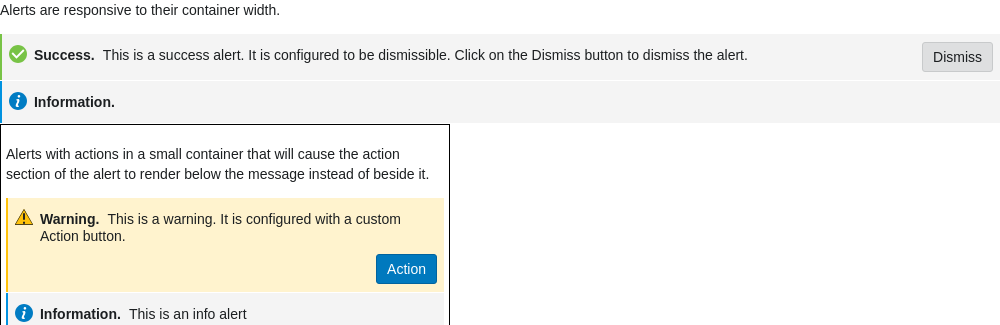 Alerts are responsive to their container width.
Success. This is a success alert. It is configured to be dismissible. Click on the Dismiss button to dismiss the alert.
Dismiss
Information.
Alerts with actions in a small container that will cause the action
section of the alert to render below the message instead of beside it.
Warning. This is a warning. It is configured with a custom
Action button.
Action
Information. This is an info alert